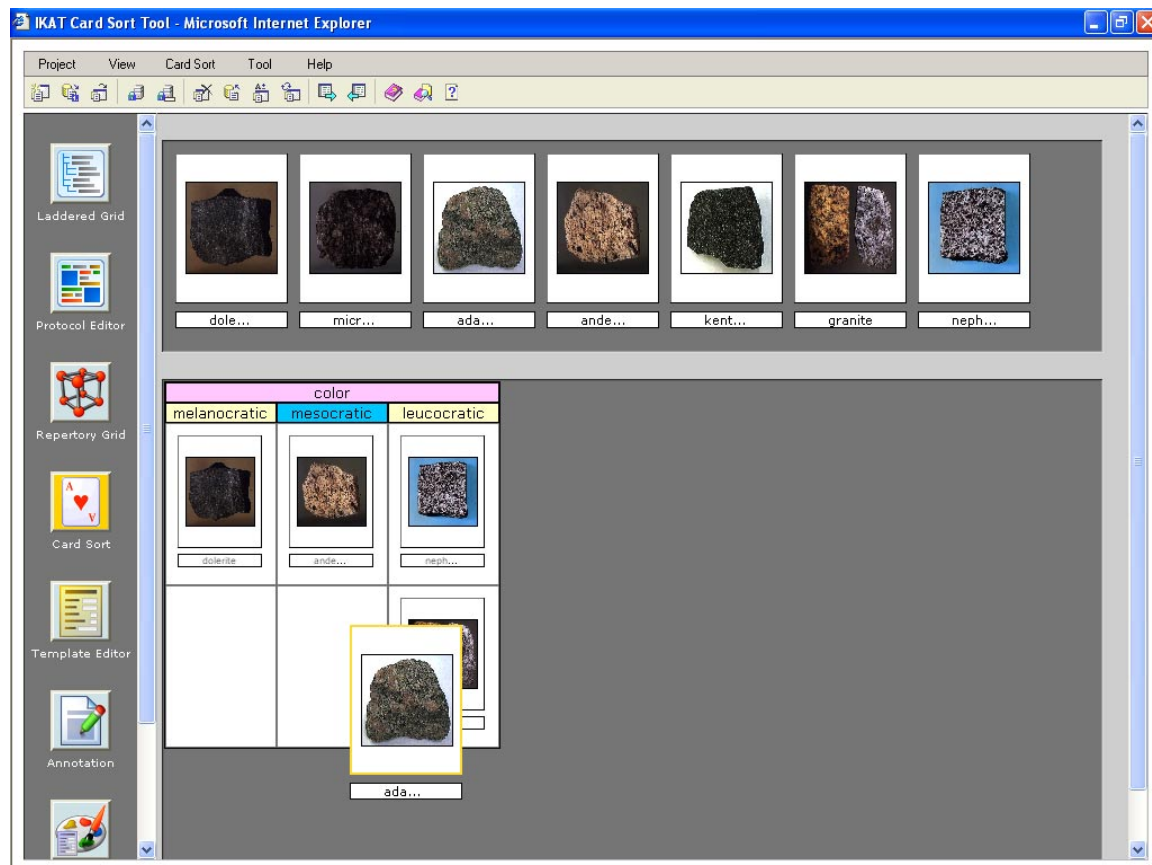 IKAT Card Sort Tool - Microsoft Internet Explorer
Project View Card Sort Tool Help
Laddered Grid
Protocol Editor
Repertory Grid
Card Sort
Template Editor
Annotation
dole... micr... ada... ande... kent... granite neph...
color
melanocratic mesocratic leucocratic
dolerite ande... neph...
ada...